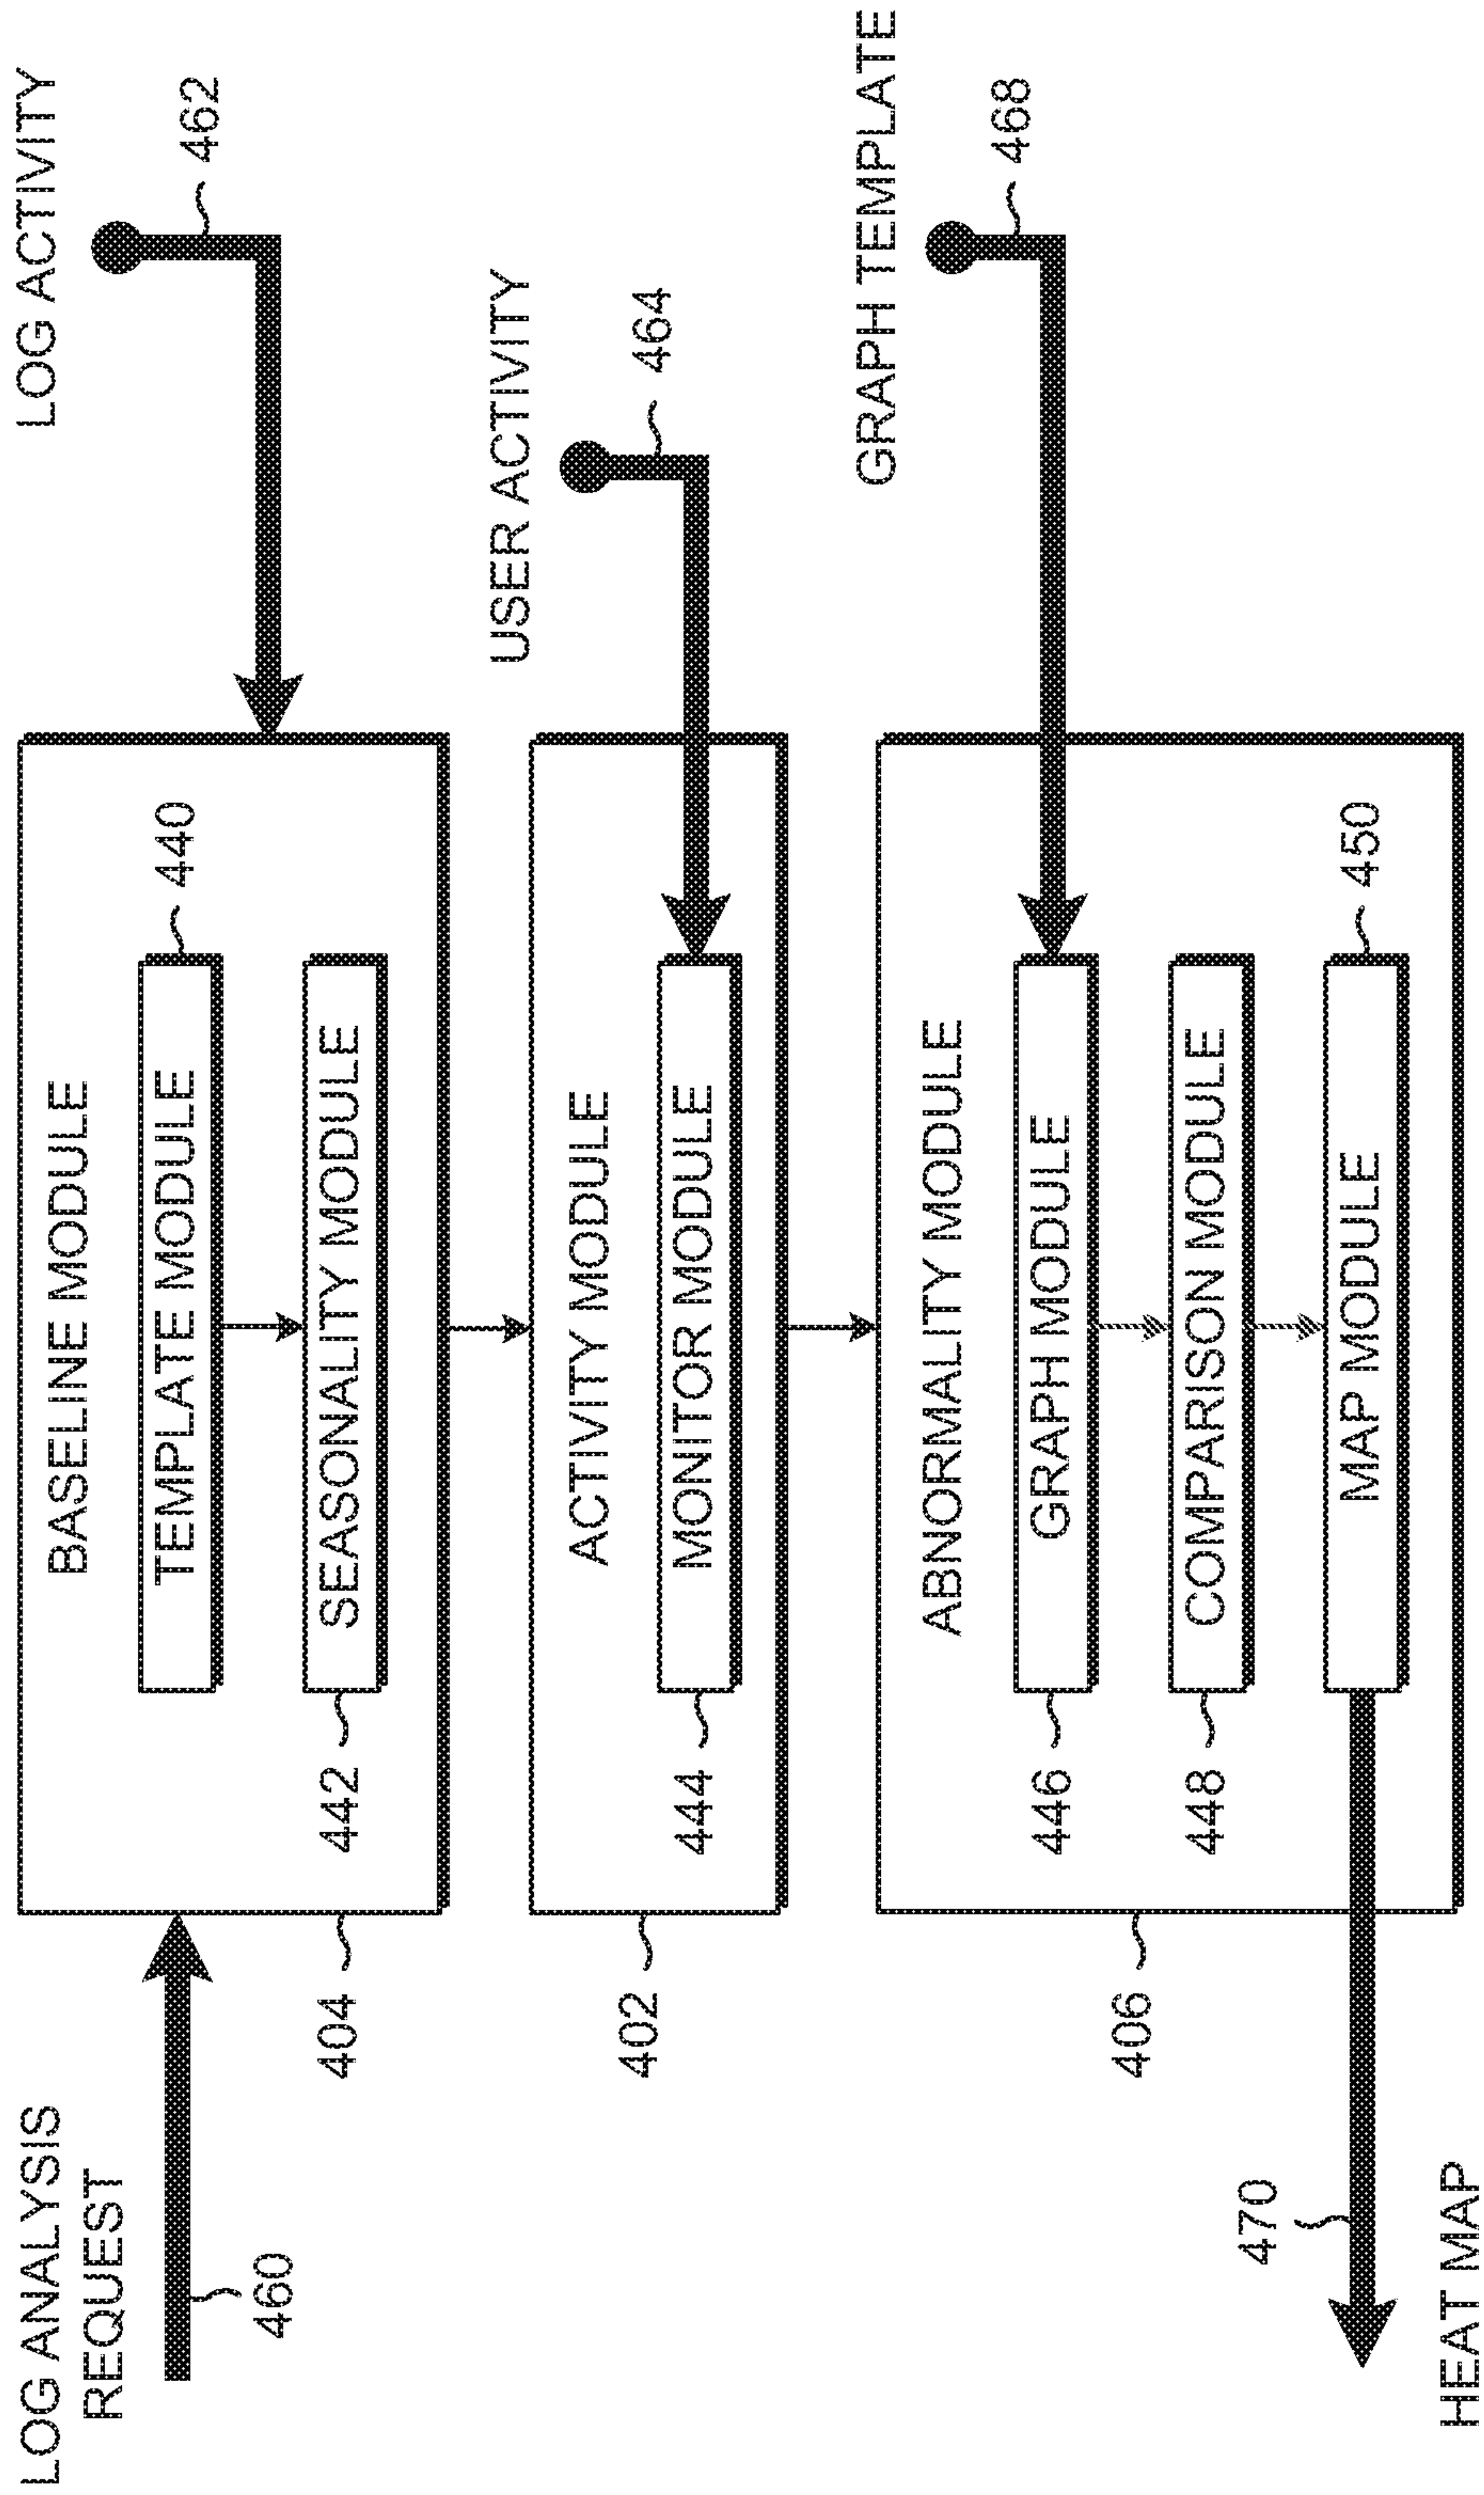 LOG ANALYSIS
REQUEST
460
404
BASELINE MODULE
TEMPLATE MODULE
440
SEASONALITY MODULE
442
LOG ACTIVITY
462
402
ACTIVITY MODULE
MONITOR MODULE
444
USER ACTIVITY
464
406
ABNORMALITY MODULE
GRAPH MODULE
446
COMPARISON MODULE
448
MAP MODULE
450
GRAPH TEMPLATE
468
470
HEAT MAP